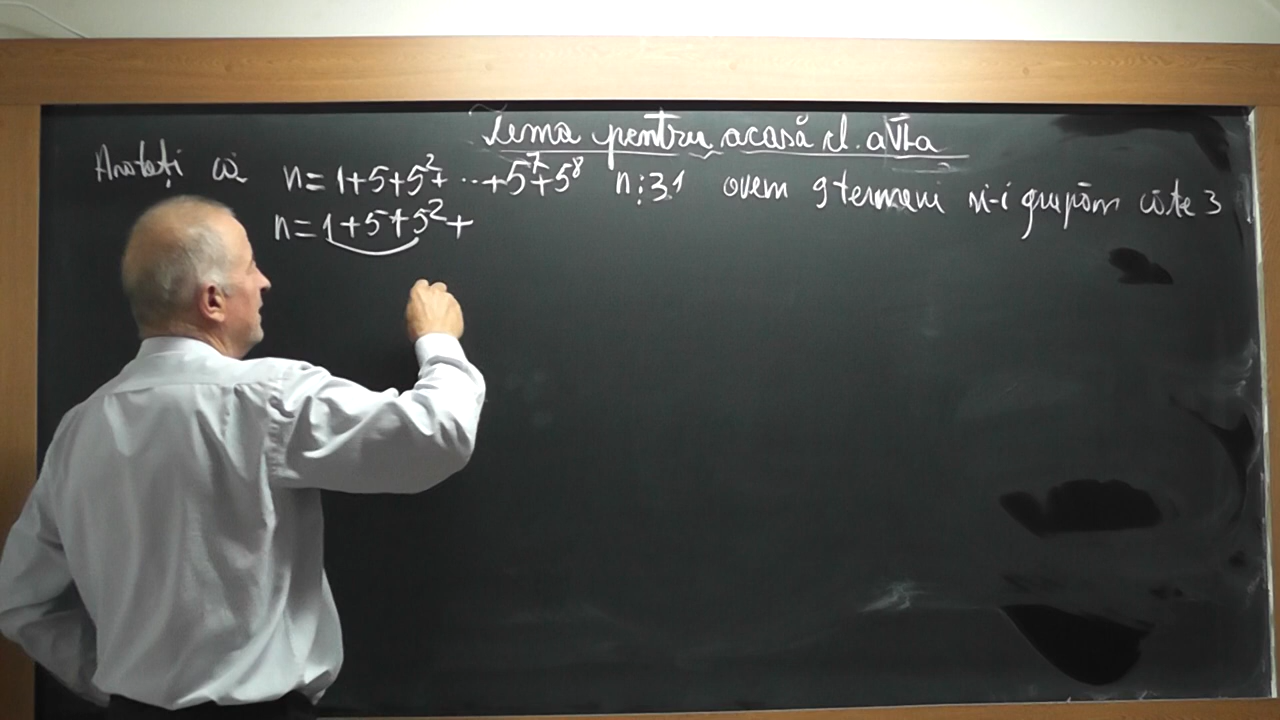 Tema pentru acasă cl. a VI-a
Arătați că n=1+5+5²+...+5⁷+5⁸ n⋮31 avem 9 termeni și-i grupăm câte 3
n=1+5+5²+